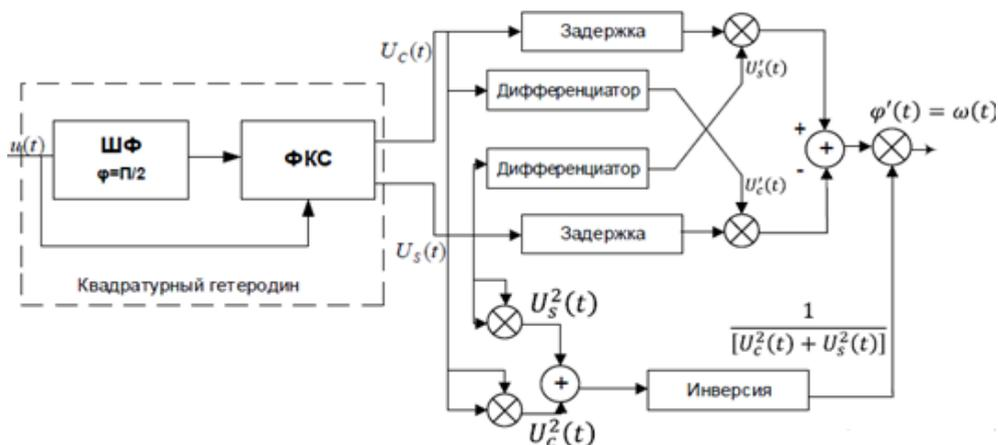 Задержка
U_C(t)
U'_s(t)
Дифференциатор
φ'(t) = ω(t)
u(t)
ШФ
φ=П/2
ФКС
+
+
-
Дифференциатор
U'_c(t)
Задержка
U_S(t)
Квадратурный гетеродин
U_s^2(t)
1
[U_c^2(t) + U_s^2(t)]
+
Инверсия
U_c^2(t)